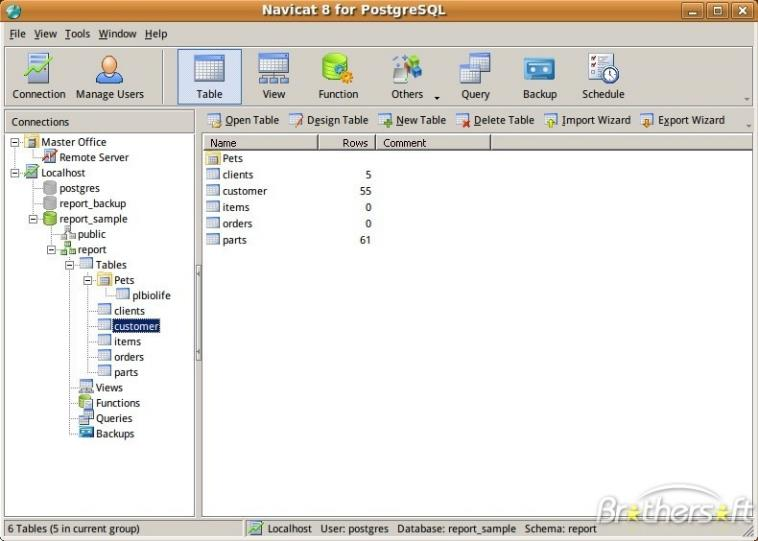 Navicat 8 for PostgreSQL
File View Tools Window Help
Connection Manage Users Table View Function Others Query Backup Schedule
Connections
Open Table Design Table New Table Delete Table Import Wizard Export Wizard
Name Rows Comment
Master Office
Remote Server
Localhost
postgres
report_backup
report_sample
public
report
Tables
Pets
plbiolife
clients
customer
items
orders
parts
Views
Functions
Queries
Backups
Pets
clients 5
customer 55
items 0
orders 0
parts 61
Br thers ft
6 Tables (5 in current group) Localhost User: postgres Database: report_sample Schema: report